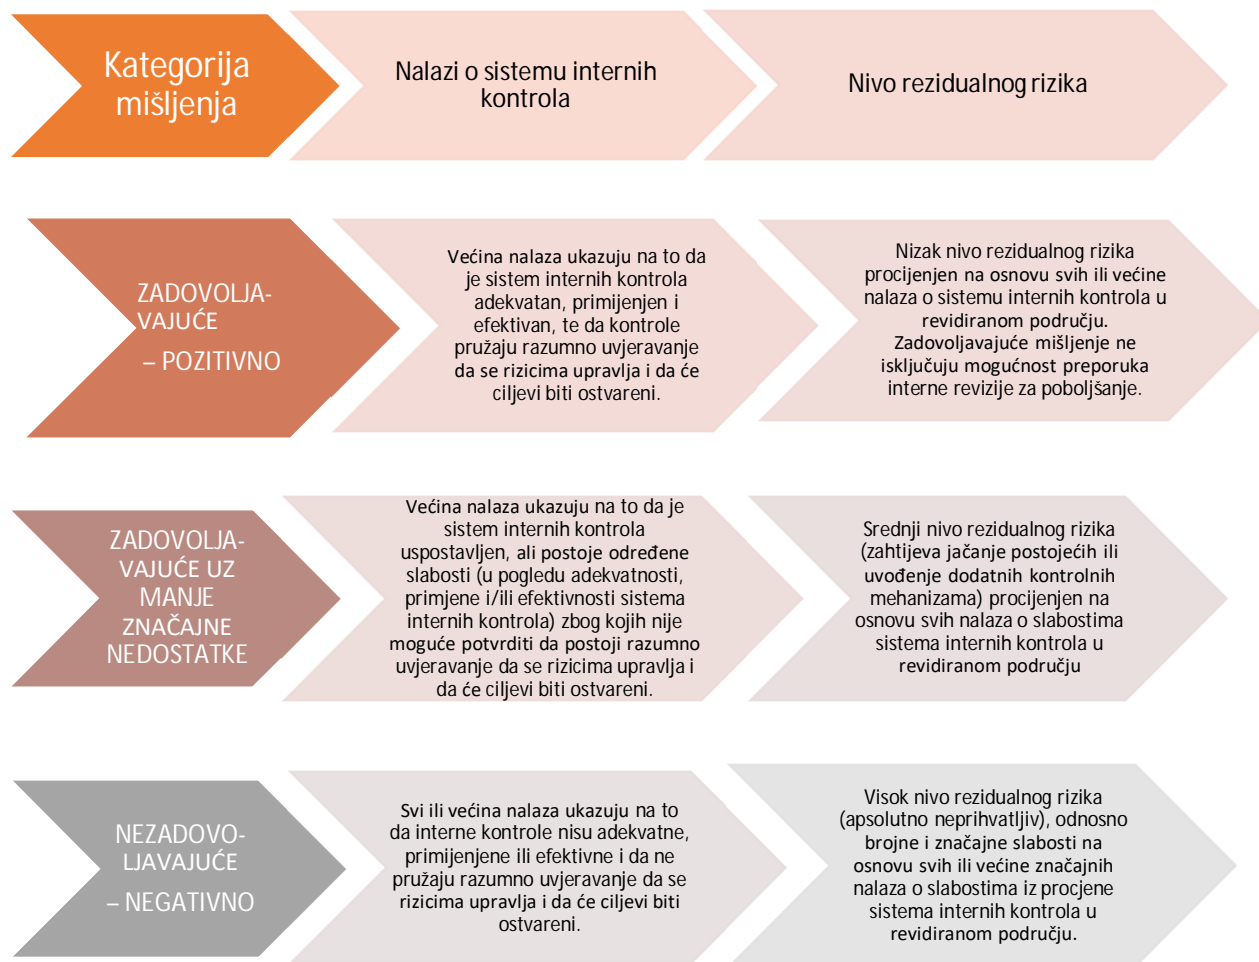 Kategorija
mišljenja
Nalazi o sistemu internih
kontrola
Nivo rezidualnog rizika
ZADOVOLJA-
VAJUĆE
– POZITIVNO
Većina nalaza ukazuju na to da
je sistem internih kontrola
adekvatan, primijenjen i
efektivan, te da kontrole
pružaju razumno uvjeravanje
da se rizicima upravlja i da će
ciljevi biti ostvareni.
Nizak nivo rezidualnog rizika
procijenjen na osnovu svih ili većine
nalaza o sistemu internih kontrola u
revidiranom području.
Zadovoljavajuće mišljenje ne
isključuju mogućnost preporuka
interne revizije za poboljšanje.
ZADOVOLJA-
VAJUĆE UZ
MANJE
ZNAČAJNE
NEDOSTATKE
Većina nalaza ukazuju na to da je
sistem internih kontrola
uspostavljen, ali postoje određene
slabosti (u pogledu adekvatnosti,
primjene i/ili efektivnosti sistema
internih kontrola) zbog kojih nije
moguće potvrditi da postoji razumno
uvjeravanje da se rizicima upravlja i
da će ciljevi biti ostvareni.
Srednji nivo rezidualnog rizika
(zahtijeva jačanje postojećih ili
uvođenje dodatnih kontrolnih
mehanizama) procijenjen na
osnovu svih nalaza o slabostima
sistema internih kontrola u
revidiranom području
NEZADOVO-
LJAVAJUĆE
– NEGATIVNO
Svi ili većina nalaza ukazuju na to
da interne kontrole nisu adekvatne,
primijenjene ili efektivne i da ne
pružaju razumno uvjeravanje da se
rizicima upravlja i da će ciljevi biti
ostvareni.
Visok nivo rezidualnog rizika
(apsolutno neprihvatljiv), odnosno
brojne i značajne slabosti na
osnovu svih ili većine značajnih
nalaza o slabostima iz procjene
sistema internih kontrola u
revidiranom području.